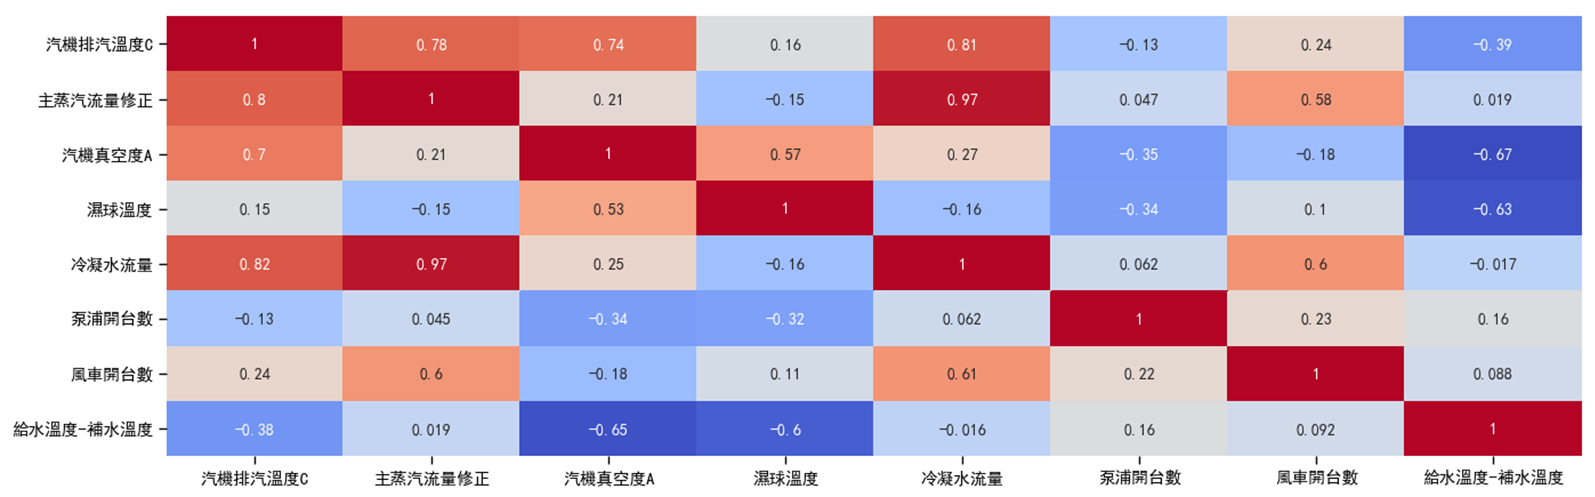 汽機排汽溫度C 1 0.78 0.74 0.16 0.81 -0.13 0.24 -0.39
主蒸汽流量修正 0.8 1 0.21 -0.15 0.97 0.047 0.58 0.019
汽機真空度A 0.7 0.21 1 0.57 0.27 -0.35 -0.18 -0.67
濕球溫度 0.15 -0.15 0.53 1 -0.16 -0.34 0.1 -0.63
冷凝水流量 0.82 0.97 0.25 -0.16 1 0.062 0.6 -0.017
泵浦開台數 -0.13 0.045 -0.34 -0.32 0.062 1 0.23 0.16
風車開台數 0.24 0.6 -0.18 0.11 0.61 0.22 1 0.088
給水溫度-補水溫度 -0.38 0.019 -0.65 -0.6 -0.016 0.16 0.092 1
汽機排汽溫度C 主蒸汽流量修正 汽機真空度A 濕球溫度 冷凝水流量 泵浦開台數 風車開台數 給水溫度-補水溫度